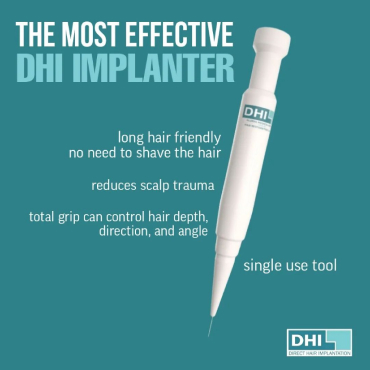 THE MOST EFFECTIVE
DHI IMPLANTER
DHI
long hair friendly
no need to shave the hair
reduces scalp trauma
total grip can control hair depth,
direction, and angle
single use tool
DHI
DIRECT HAIR IMPLANTATION